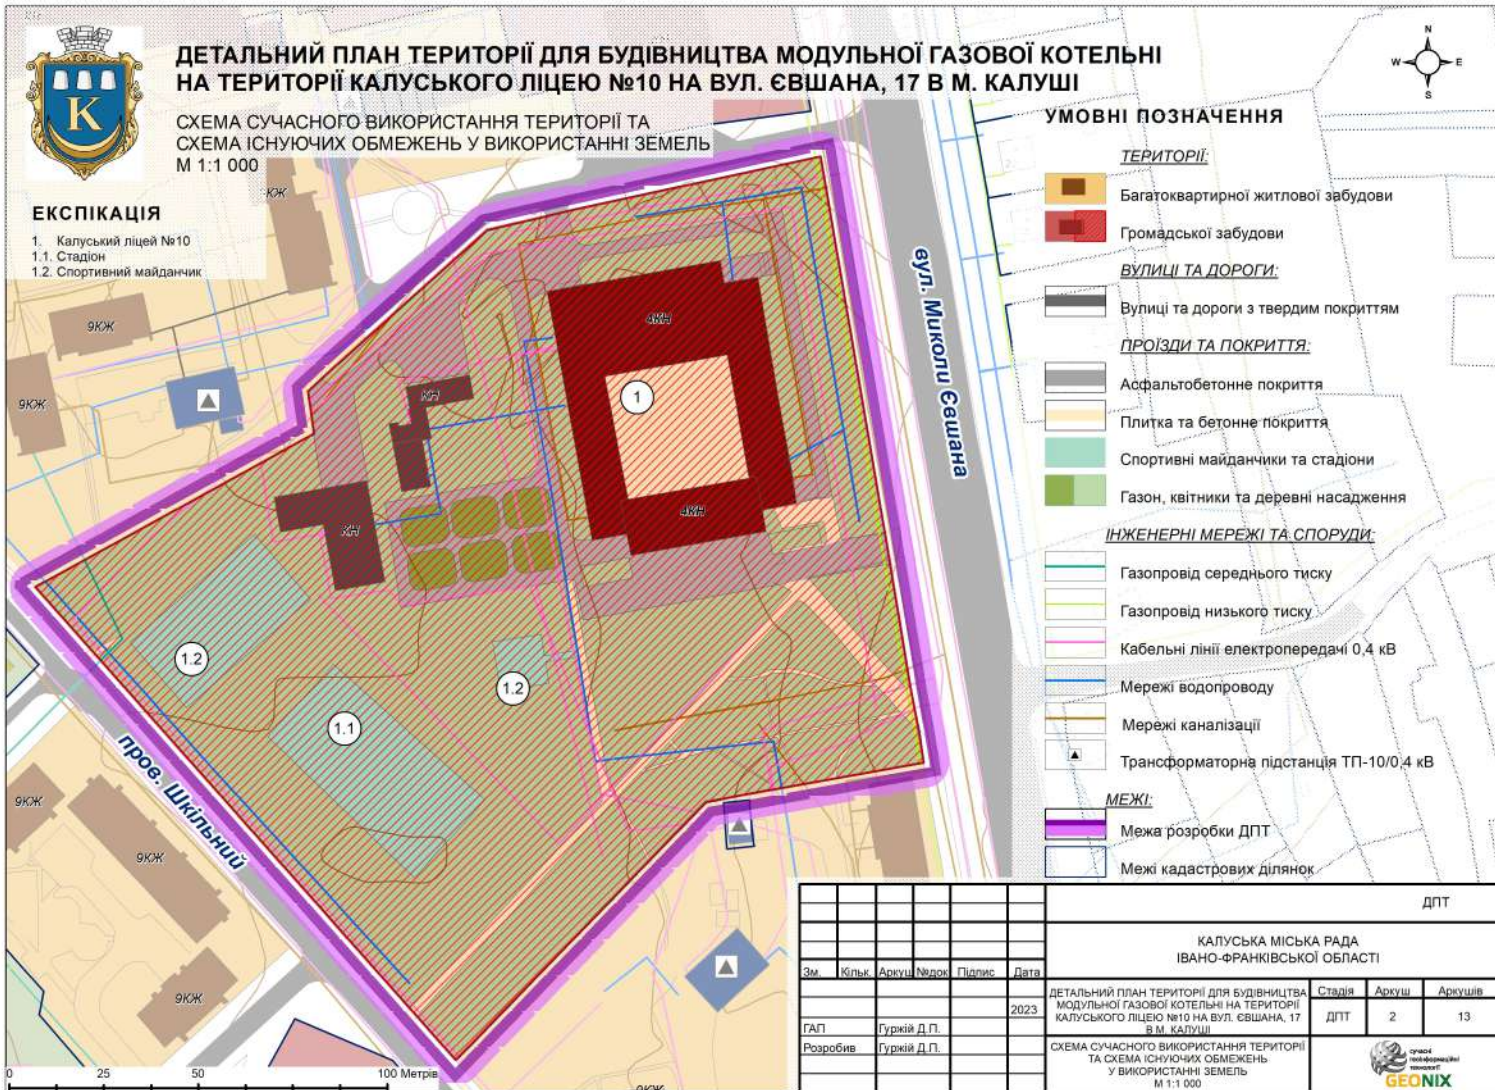 ДЕТАЛЬНИЙ ПЛАН ТЕРИТОРІЇ ДЛЯ БУДІВНИЦТВА МОДУЛЬНОЇ ГАЗОВОЇ КОТЕЛЬНІ
НА ТЕРИТОРІЇ КАЛУСЬКОГО ЛІЦЕЮ №10 НА ВУЛ. ЄВШАНА, 17 В М. КАЛУШІ
СХЕМА СУЧАСНОГО ВИКОРИСТАННЯ ТЕРИТОРІЇ ТА
СХЕМА ІСНУЮЧИХ ОБМЕЖЕНЬ У ВИКОРИСТАННІ ЗЕМЕЛЬ
М 1:1 000
К
ЕКСПІКАЦІЯ
1. Калуський ліцей №10
1.1. Стадіон
1.2. Спортивний майданчик
N
W
E
S
УМОВНІ ПОЗНАЧЕННЯ
ТЕРИТОРІЇ:
Багатоквартирної житлової забудови
Громадської забудови
ВУЛИЦІ ТА ДОРОГИ:
Вулиці та дороги з твердим покриттям
ПРОЇЗДИ ТА ПОКРИТТЯ:
Асфальтобетонне покриття
Плитка та бетонне покриття
Спортивні майданчики та стадіони
Газон, квітники та деревні насадження
ІНЖЕНЕРНІ МЕРЕЖІ ТА СПОРУДИ:
Газопровід середнього тиску
Газопровід низького тиску
Кабельні лінії електропередачі 0,4 кВ
Мережі водопроводу
Мережі каналізації
Трансформаторна підстанція ТП-10/0,4 кВ
МЕЖІ:
Межа розробки ДПТ
Межі кадастрових ділянок
КЖ
9КЖ
9КЖ
4КН
1
КН
4КН
КН
1.2
1.2
1.1
вул. Миколи Євшана
пров. Шкільний
9КЖ
9КЖ
9КЖ
9КЖ
0 25 50 100 Метрів
ДПТ
КАЛУСЬКА МІСЬКА РАДА
ІВАНО-ФРАНКІВСЬКОЇ ОБЛАСТІ
Зм. Кільк. Аркуш №док Підпис Дата
2023
ГАП Гуржій Д.П.
Розробив Гуржій Д.П.
ДЕТАЛЬНИЙ ПЛАН ТЕРИТОРІЇ ДЛЯ БУДІВНИЦТВА
МОДУЛЬНОЇ ГАЗОВОЇ КОТЕЛЬНІ НА ТЕРИТОРІЇ
КАЛУСЬКОГО ЛІЦЕЮ №10 НА ВУЛ. ЄВШАНА, 17
В М. КАЛУШІ
Стадія Аркуш Аркушів
ДПТ 2 13
СХЕМА СУЧАСНОГО ВИКОРИСТАННЯ ТЕРИТОРІЇ
ТА СХЕМА ІСНУЮЧИХ ОБМЕЖЕНЬ
У ВИКОРИСТАННІ ЗЕМЕЛЬ
М 1:1 000
сучасні
геоінформаційні
технології
GEONIX